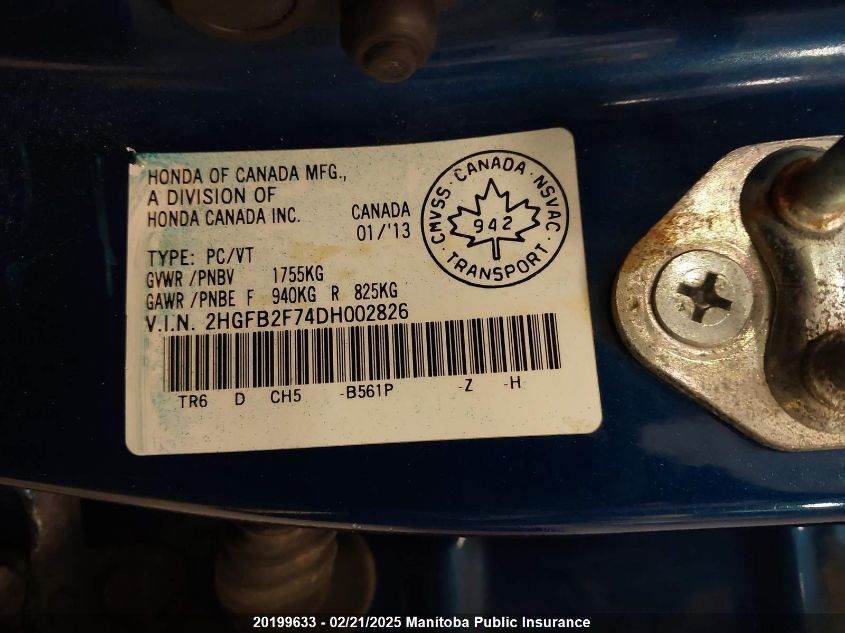 HONDA OF CANADA MFG.,
A DIVISION OF
HONDA CANADA INC. CANADA
01/'13
TYPE: PC/VT
GVWR/PNBV 1755KG
GAWR/PNBE F 940KG R 825KG
V.I.N. 2HGFB2F74DH002826
TR6 D CH5 -B561P -Z -H-
CMVSS · CANADA · NSVAC
942
· TRANSPORT ·
20199633 - 02/21/2025 Manitoba Public Insurance